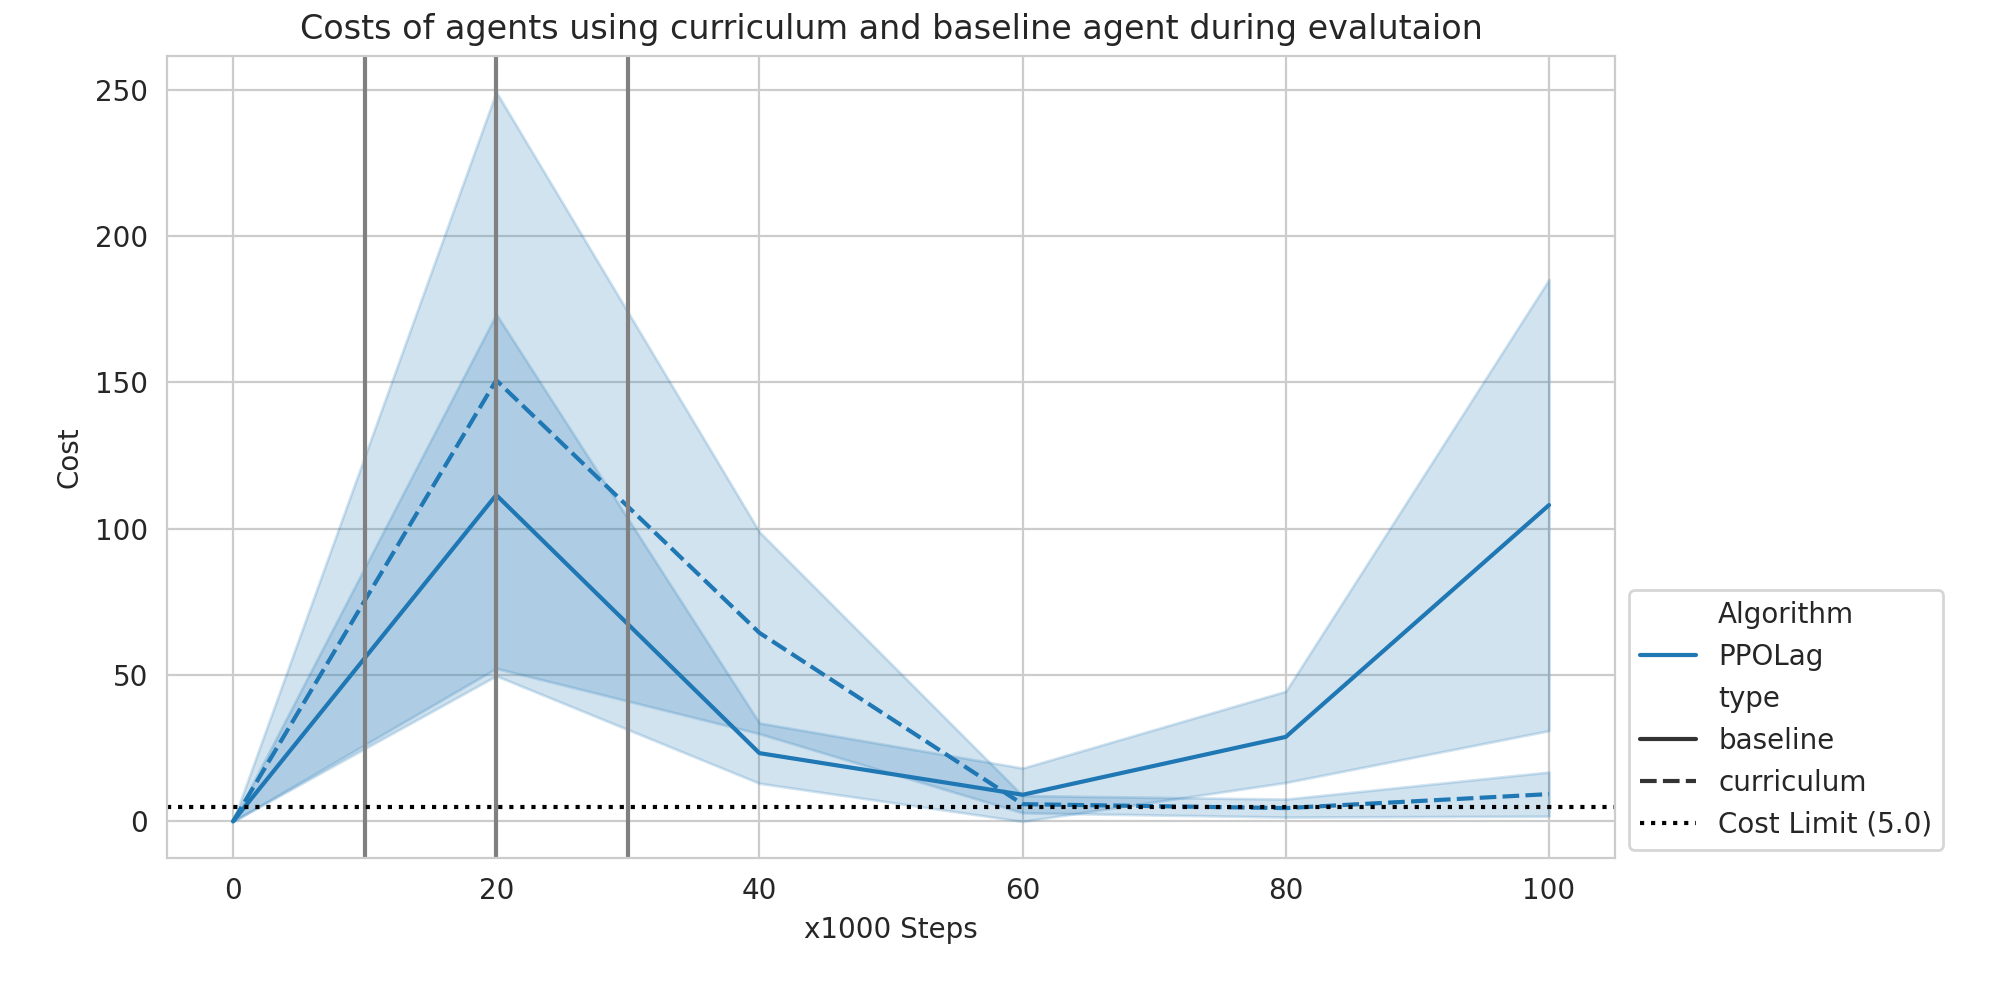 Costs of agents using curriculum and baseline agent during evalutaion
250
200
150
100
50
0
Cost
0 20 40 60 80 100
x1000 Steps
Algorithm
PPOLag
type
baseline
curriculum
Cost Limit (5.0)